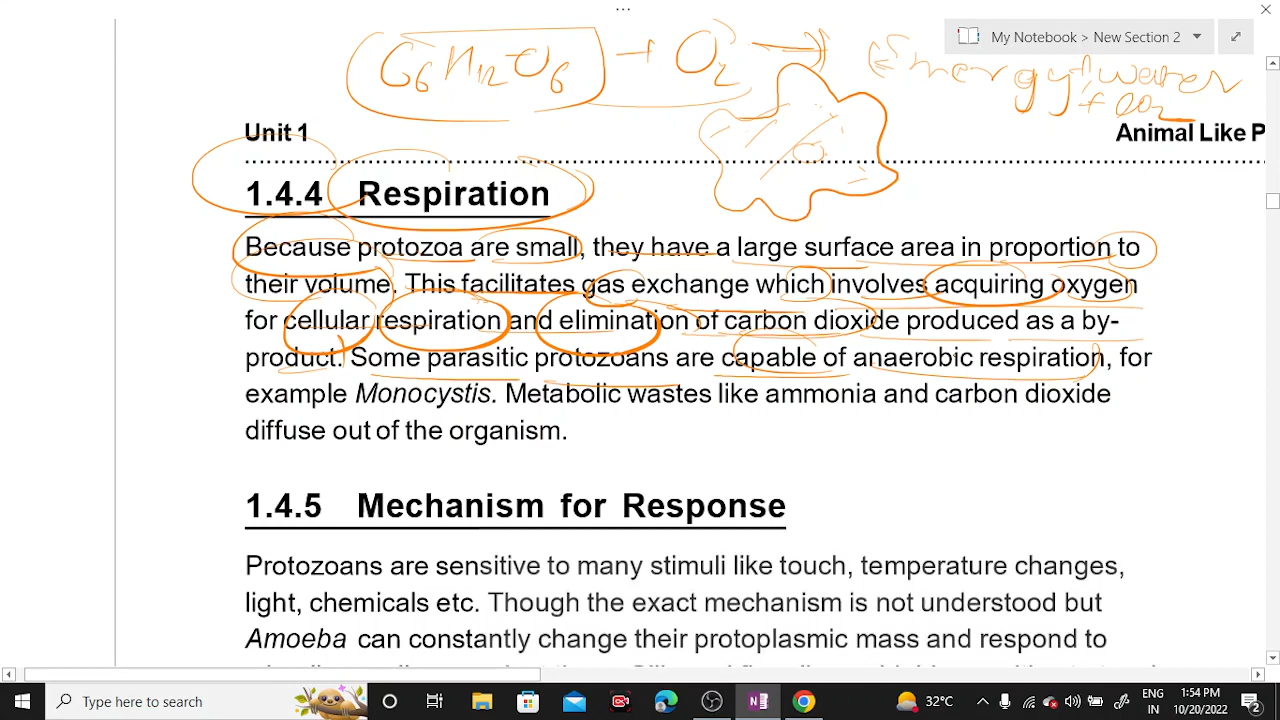 ...
My Notebook > New Section 2
C6H12O6 + O2 → Energy + water
+ CO2
Unit 1 Animal Like P
1.4.4 Respiration
Because protozoa are small, they have a large surface area in proportion to
their volume. This facilitates gas exchange which involves acquiring oxygen
for cellular respiration and elimination of carbon dioxide produced as a by-
product. Some parasitic protozoans are capable of anaerobic respiration, for
example Monocystis. Metabolic wastes like ammonia and carbon dioxide
diffuse out of the organism.
1.4.5 Mechanism for Response
Protozoans are sensitive to many stimuli like touch, temperature changes,
light, chemicals etc. Though the exact mechanism is not understood but
Amoeba can constantly change their protoplasmic mass and respond to
Type here to search
32°C
ENG
IN
1:54 PM
10/20/2022
2